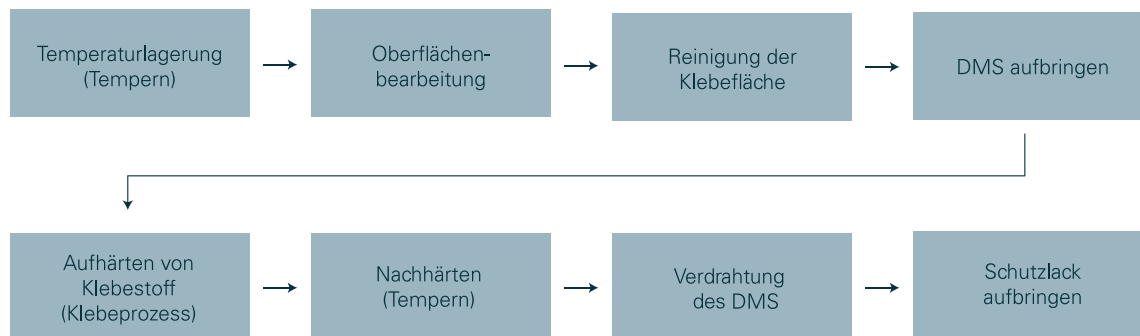 Temperaturlagerung
(Tempern)
Oberflächen-
bearbeitung
Reinigung der
Klebefläche
DMS aufbringen
Aufhärten von
Klebestoff
(Klebeprozess)
Nachhärten
(Tempern)
Verdrahtung
des DMS
Schutzlack
aufbringen